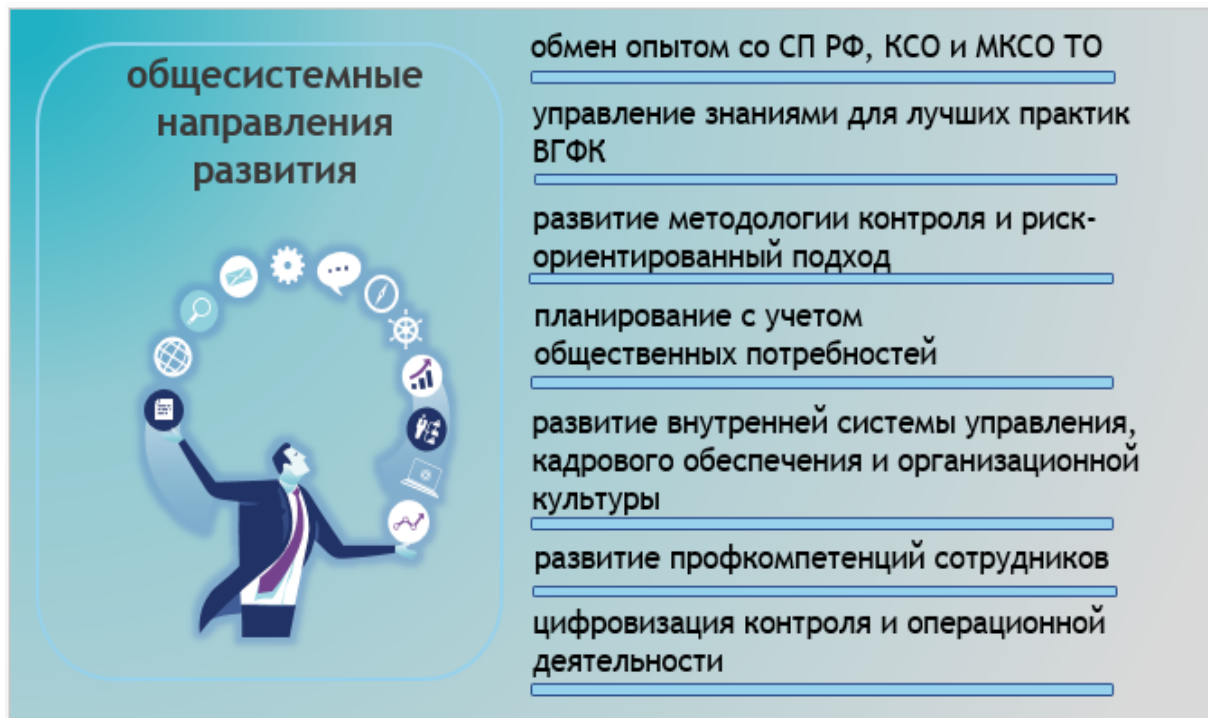 общесистемные
направления
развития
обмен опытом со СП РФ, КСО и МКСО ТО
управление знаниями для лучших практик
ВГФК
развитие методологии контроля и риск-
ориентированный подход
планирование с учетом
общественных потребностей
развитие внутренней системы управления,
кадрового обеспечения и организационной
культуры
развитие профкомпетенций сотрудников
цифровизация контроля и операционной
деятельности